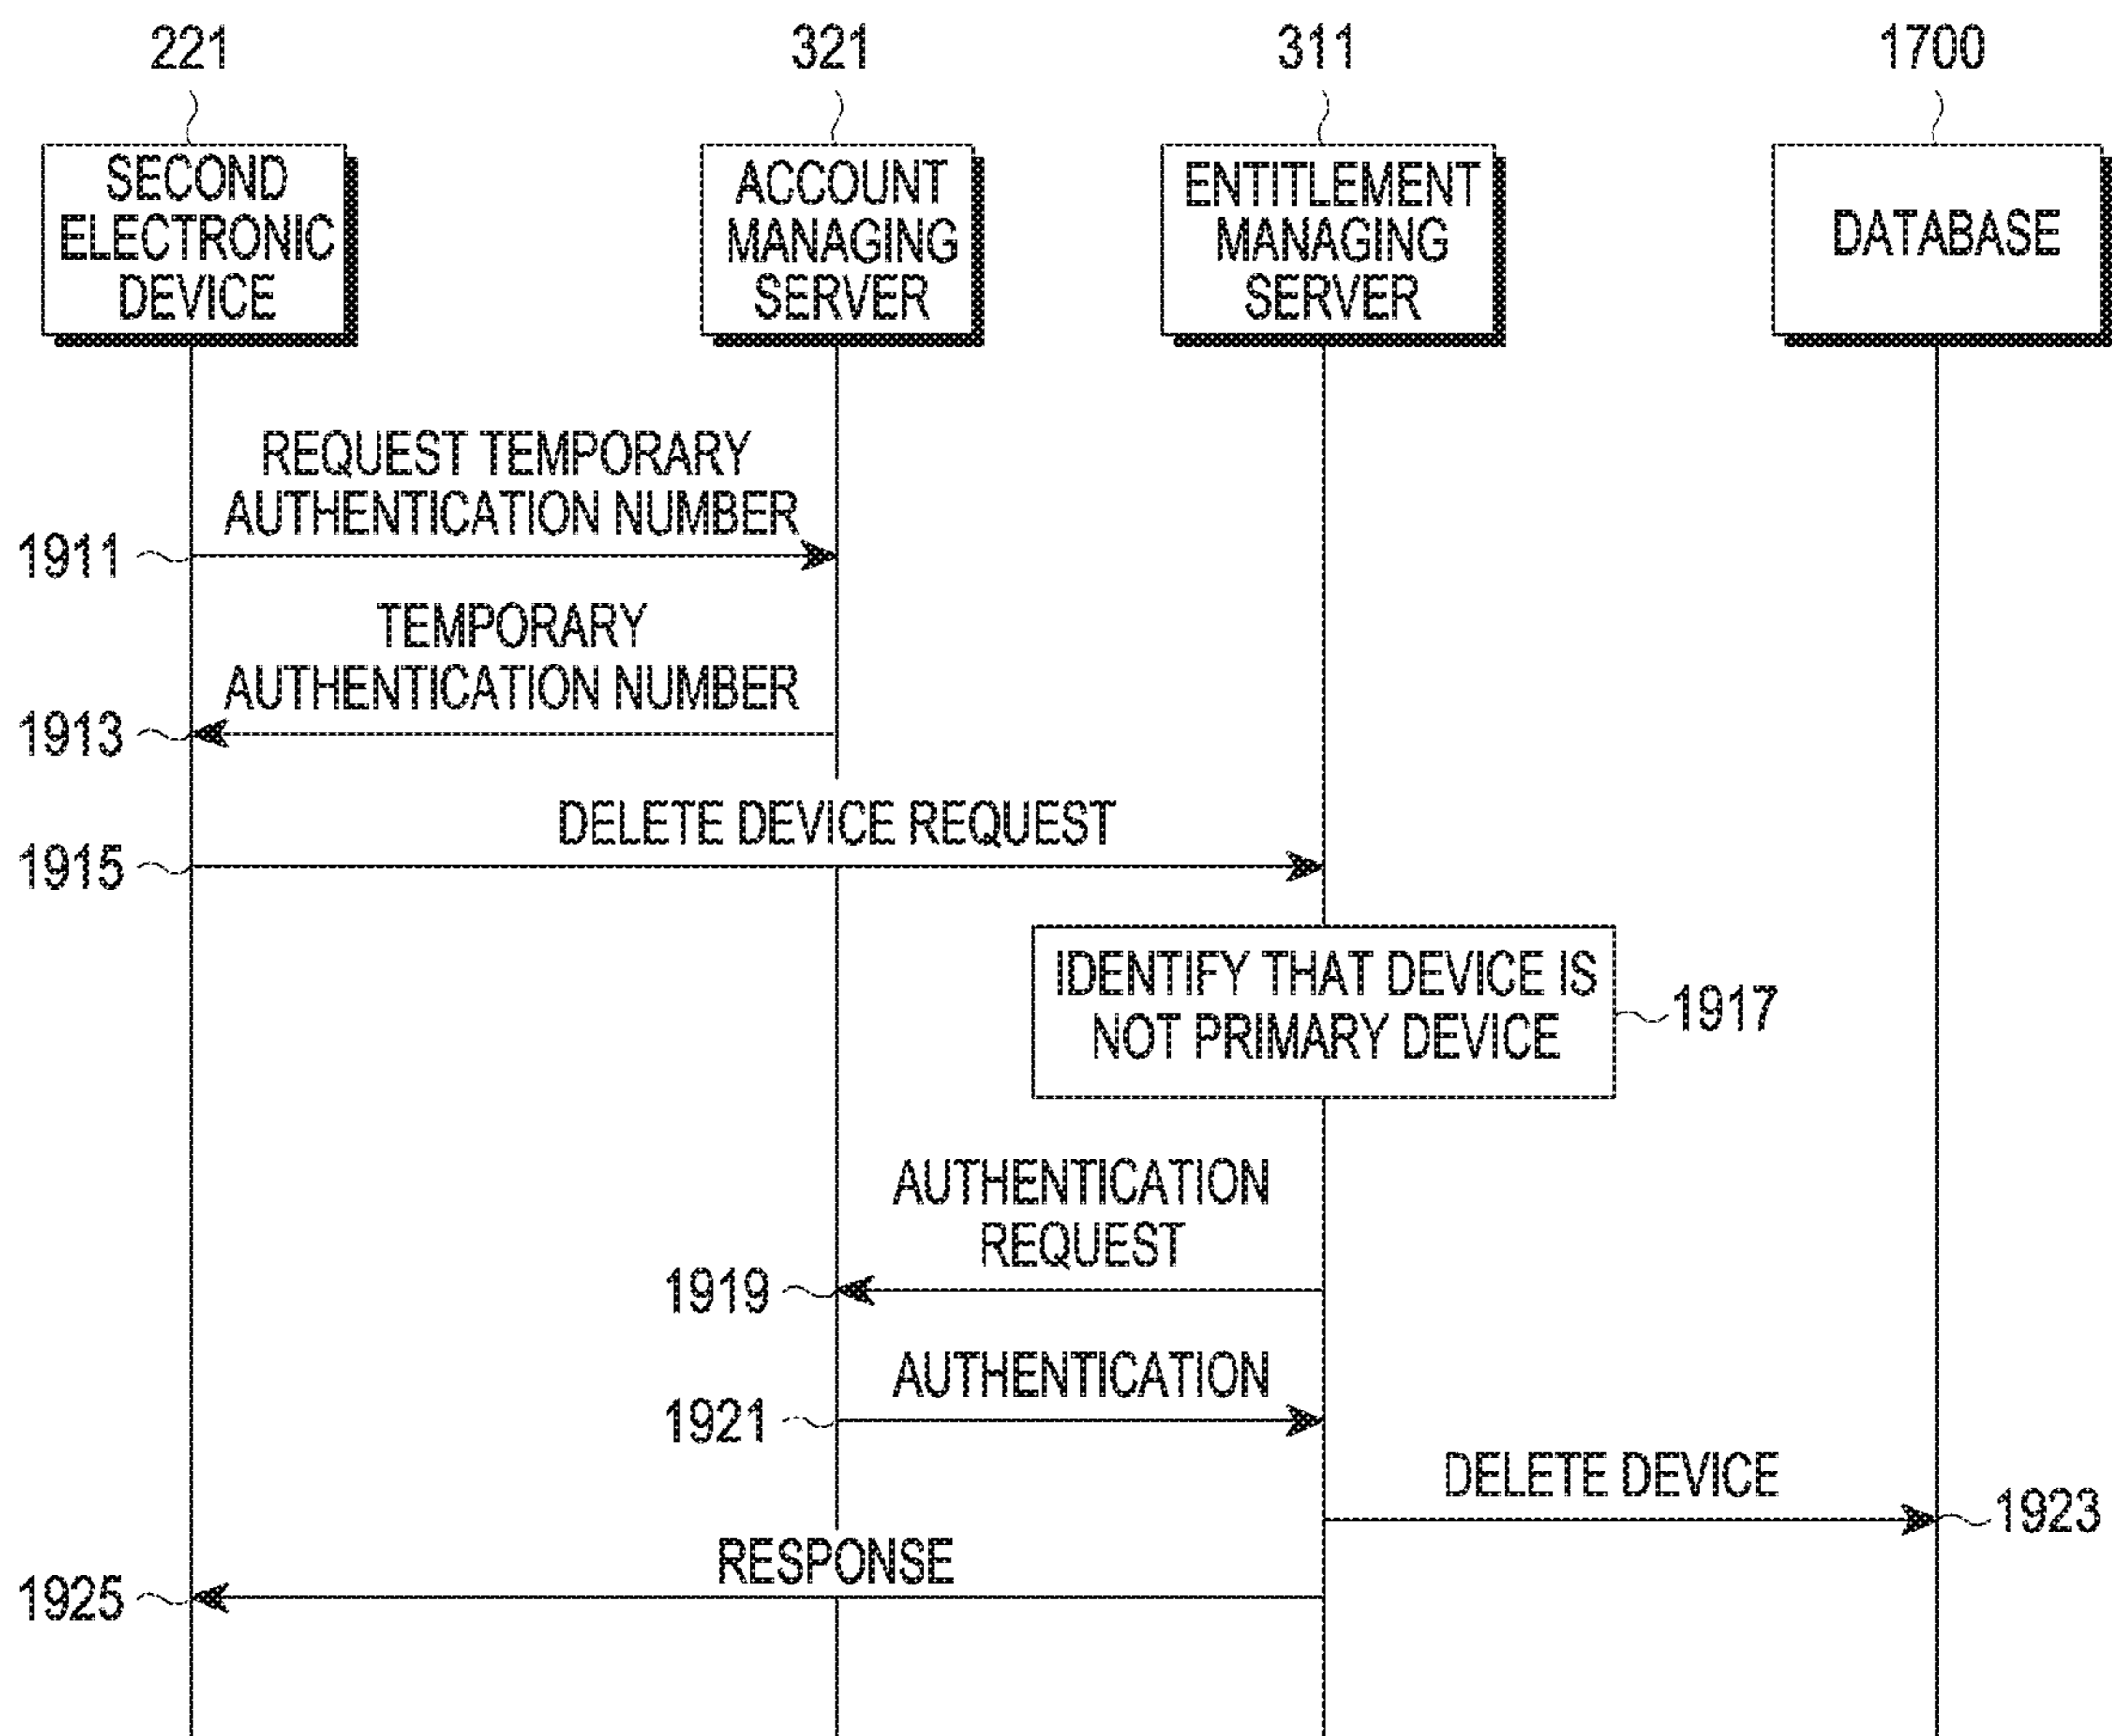 221
321
311
1700
SECOND
ELECTRONIC
DEVICE
ACCOUNT
MANAGING
SERVER
ENTITLEMENT
MANAGING
SERVER
DATABASE
REQUEST TEMPORARY
AUTHENTICATION NUMBER
1911
TEMPORARY
AUTHENTICATION NUMBER
1913
DELETE DEVICE REQUEST
1915
IDENTIFY THAT DEVICE IS
NOT PRIMARY DEVICE
1917
AUTHENTICATION
REQUEST
1919
AUTHENTICATION
1921
DELETE DEVICE
1923
RESPONSE
1925